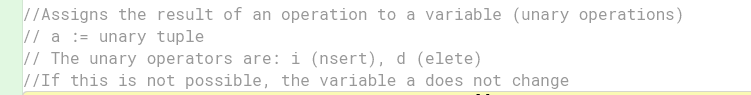 //Assigns the result of an operation to a variable (unary operations)
// a := unary tuple
// The unary operators are: i (nsert), d (elete)
//If this is not possible, the variable a does not change